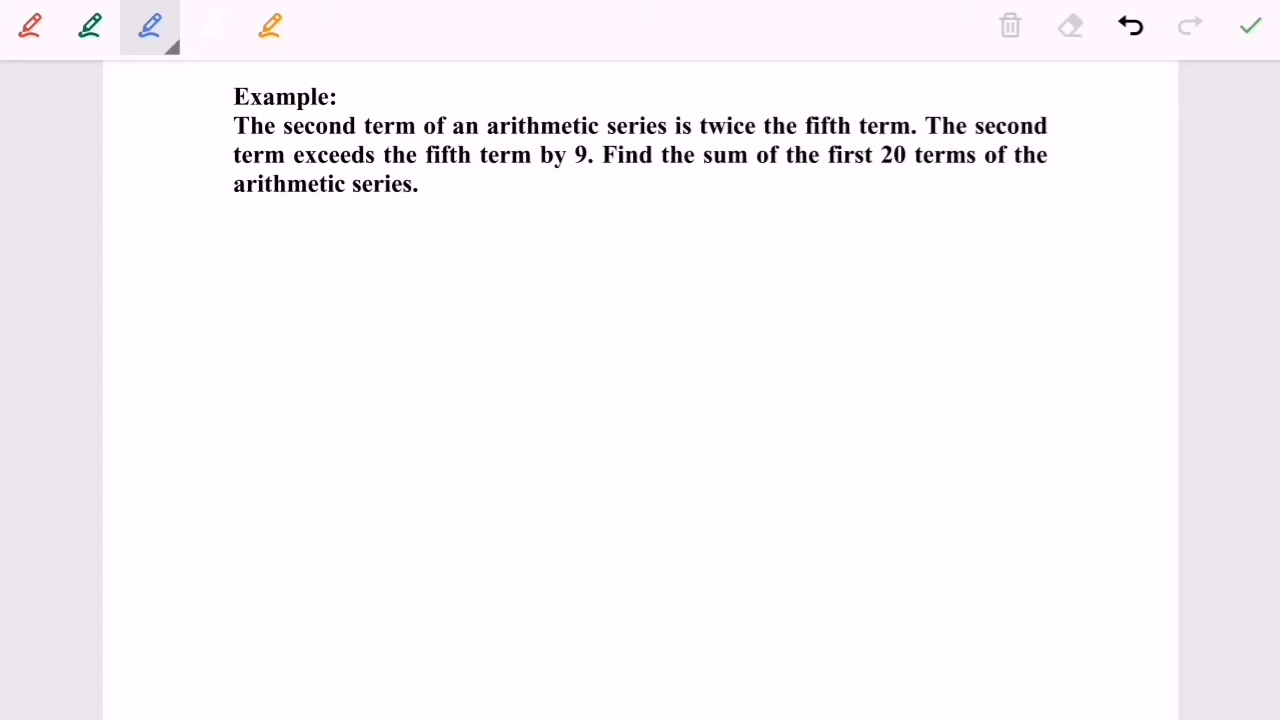 Example:
The second term of an arithmetic series is twice the fifth term. The second
term exceeds the fifth term by 9. Find the sum of the first 20 terms of the
arithmetic series.